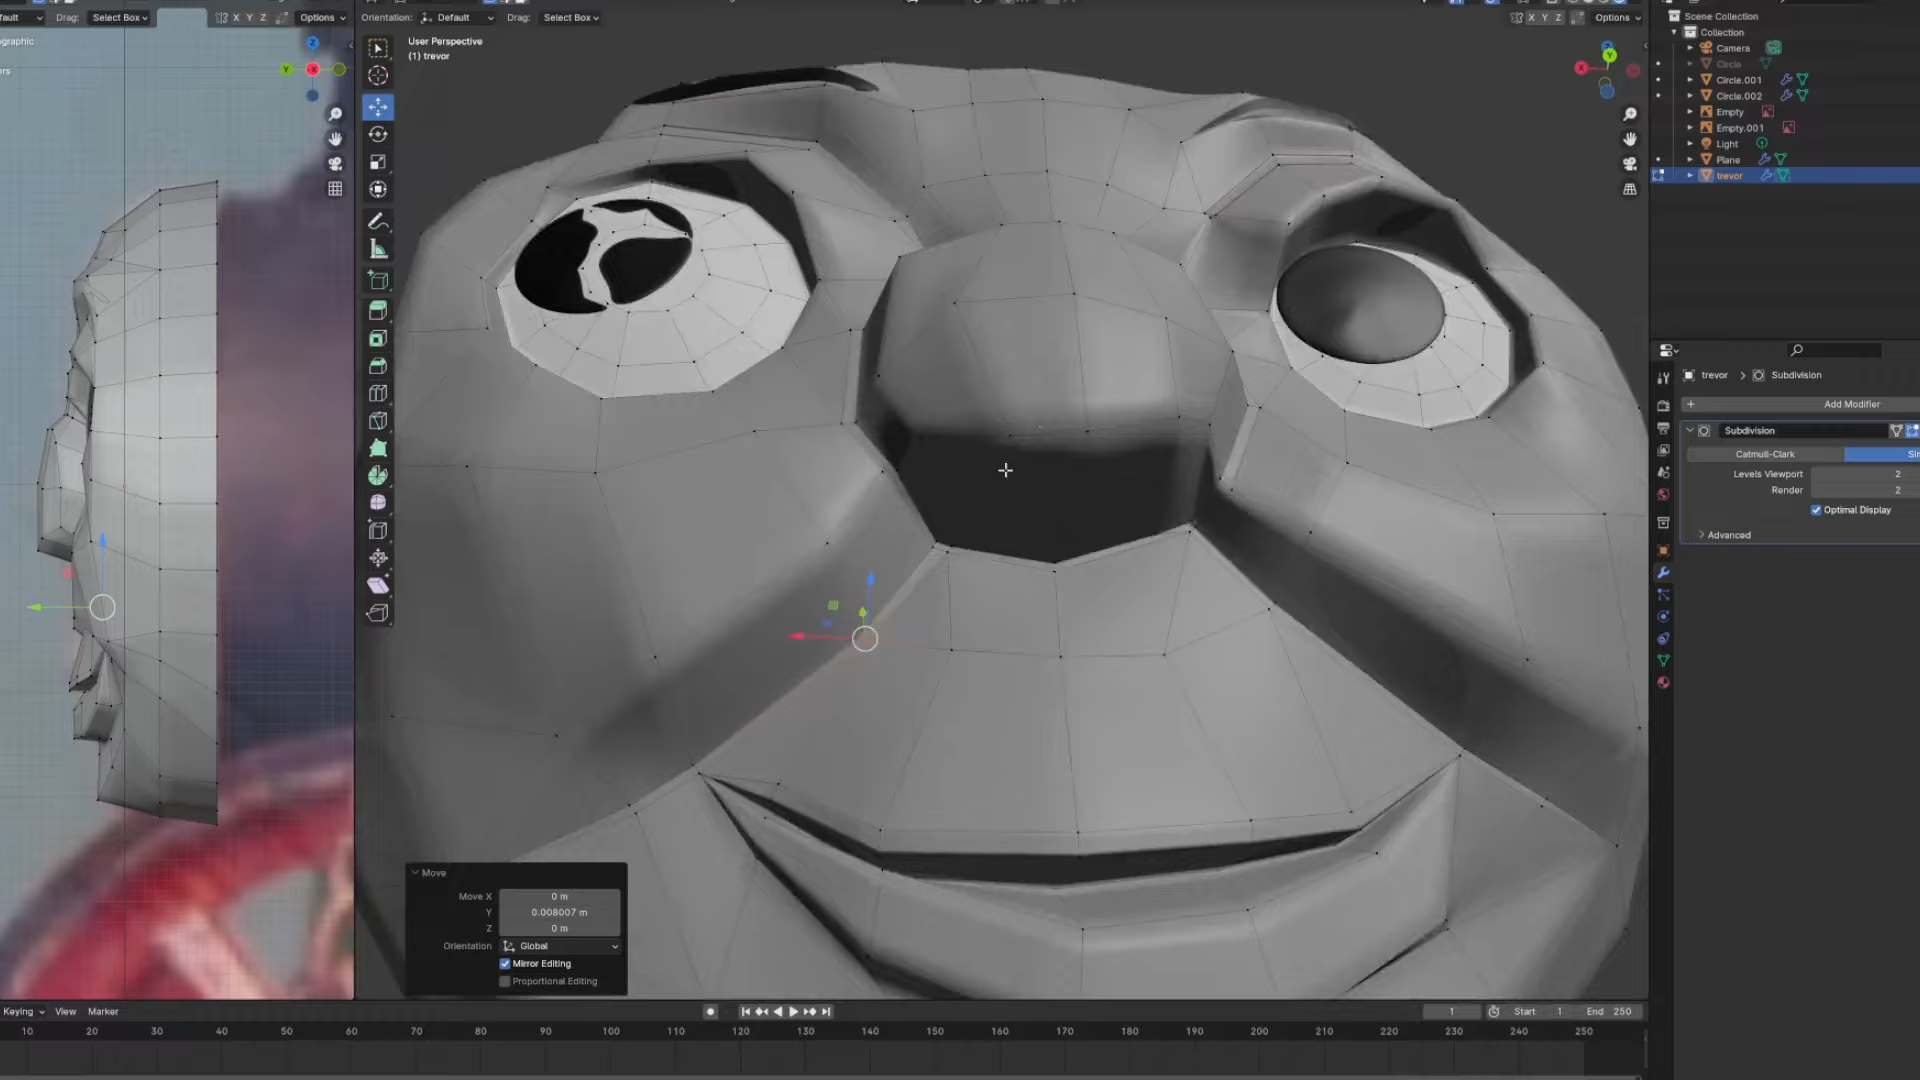 Drag: Select Box X Y Z Options
Orientation: Default Drag: Select Box X Y Z Options
User Perspective
(1) trevor
Scene Collection
Collection
Camera
Circle
Circle.001
Circle.002
Empty
Empty.001
Light
Plane
trevor
trevor > Subdivision
+ Add Modifier
Subdivision
Catmull-Clark
Levels Viewport 2
Render 2
Optimal Display
Advanced
Move
Move X 0 m
Y 0.008007 m
Z 0 m
Orientation Global
Mirror Editing
Proportional Editing
Keying View Marker
1 Start 1 End 250
10 20 30 40 50 60 70 80 90 100 110 120 130 140 150 160 170 180 190 200 210 220 230 240 250